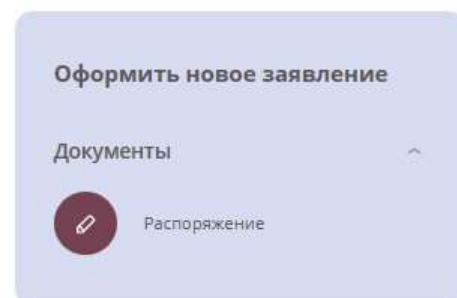 Оформить новое заявление
Документы
Распоряжение